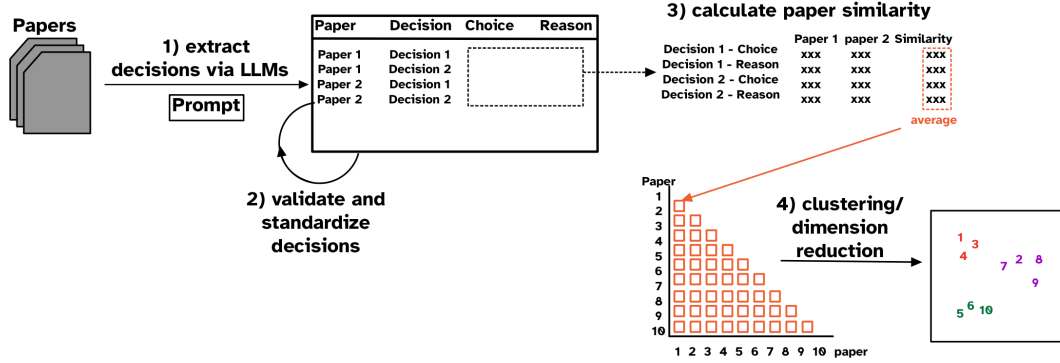 Papers
1) extract
decisions via LLMs
Prompt
Paper Decision Choice Reason
Paper 1 Decision 1
Paper 1 Decision 2
Paper 2 Decision 1
Paper 2 Decision 2
2) validate and
standardize
decisions
3) calculate paper similarity
Paper 1 paper 2 Similarity
Decision 1 - Choice xxx xxx xxx
Decision 1 - Reason xxx xxx xxx
Decision 2 - Choice xxx xxx xxx
Decision 2 - Reason xxx xxx xxx
average
Paper
1
2
3
4
5
6
7
8
9
10
1 2 3 4 5 6 7 8 9 10 paper
4) clustering/
dimension
reduction
1
3
4
2 8
7
9
6
5 10